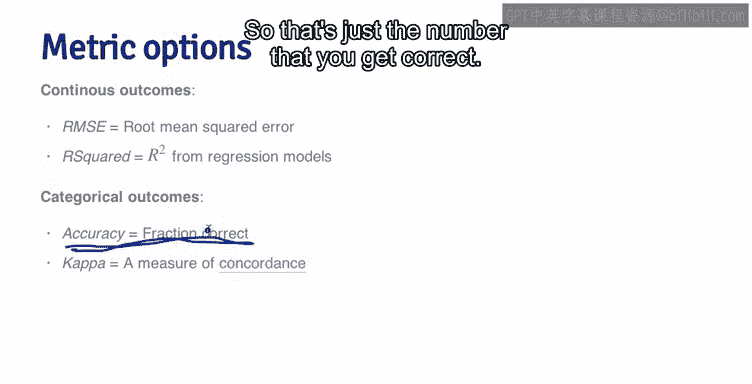 So that's just the number
that you get correct.
Metric options
Continous outcomes:
· RMSE = Root mean squared error
· RSquared = R² from regression models
Categorical outcomes:
· Accuracy = Fraction correct
· Kappa = A measure of concordance